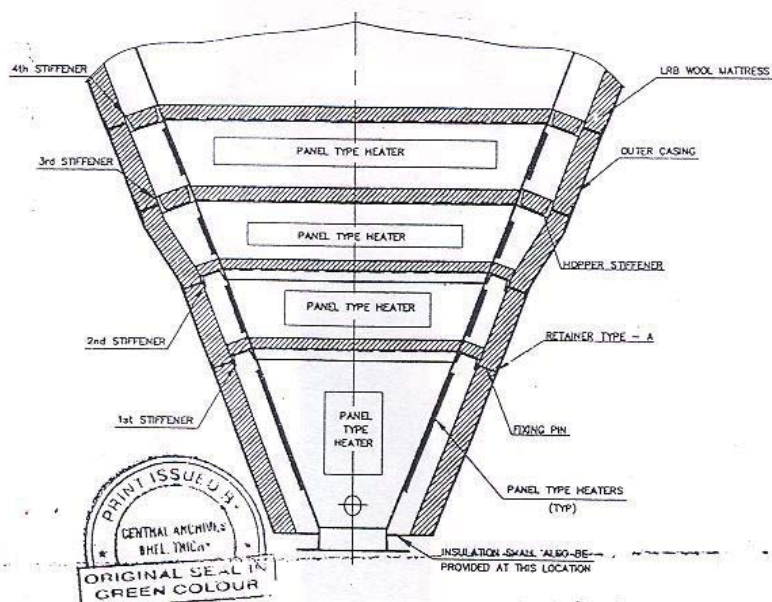 4th STIFFENER
LRB WOOL MATTRESS
PANEL TYPE HEATER
OUTER CASING
3rd STIFFENER
PANEL TYPE HEATER
HOPPER STIFFENER
PANEL TYPE HEATER
2nd STIFFENER
RETAINER TYPE - A
1st STIFFENER
PANEL
TYPE
HEATER
FIXING PIN
PANEL TYPE HEATERS
(TYP)
PRINT ISSUED BY
CENTRAL ARCHIVES
BHEL, TRICHY
ORIGINAL SEAL IN
GREEN COLOUR
INSULATION SHALL ALSO BE
PROVIDED AT THIS LOCATION